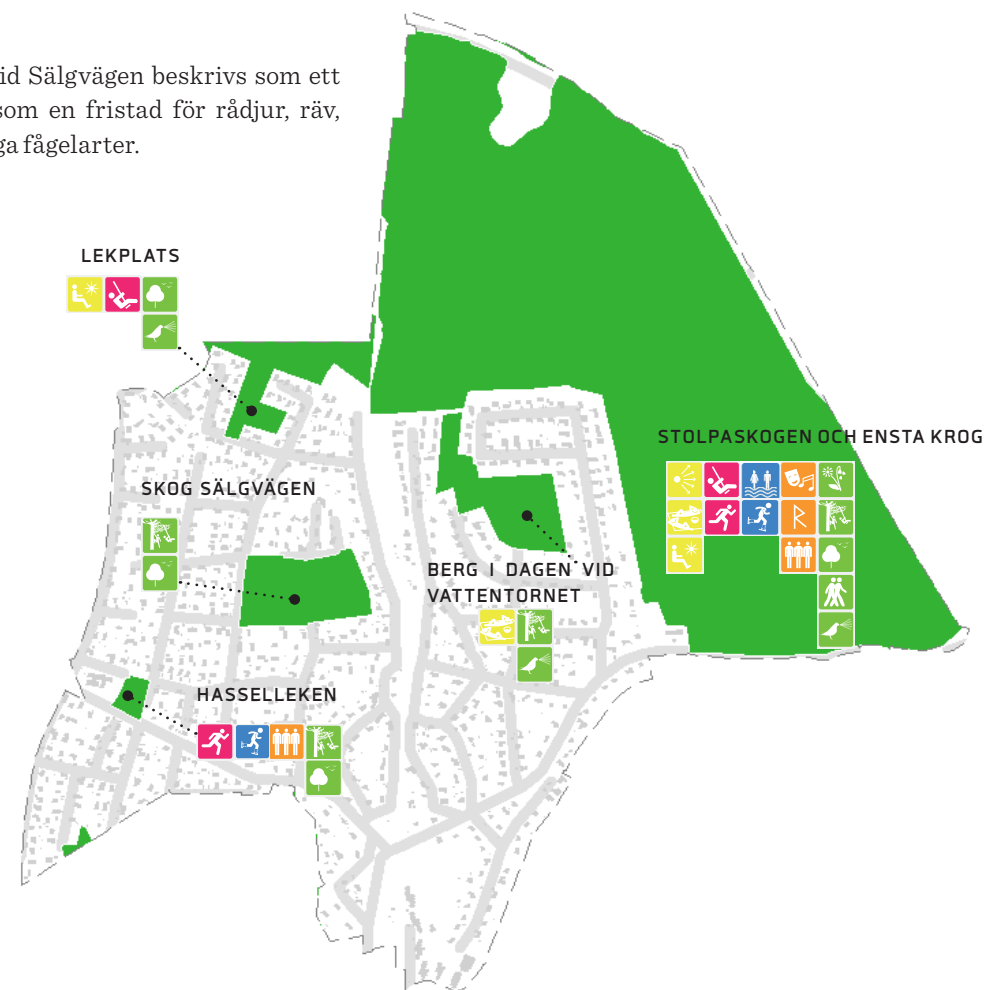 id Sälgvägen beskrivs som ett
som en fristad för rådjur, räv,
ga fågelarter.
LEKPLATS
STOLPASKOGEN OCH ENSTA KROG
SKOG SÄLGVÄGEN
BERG I DAGEN VID
VATTENTORNET
HASSELLEKEN